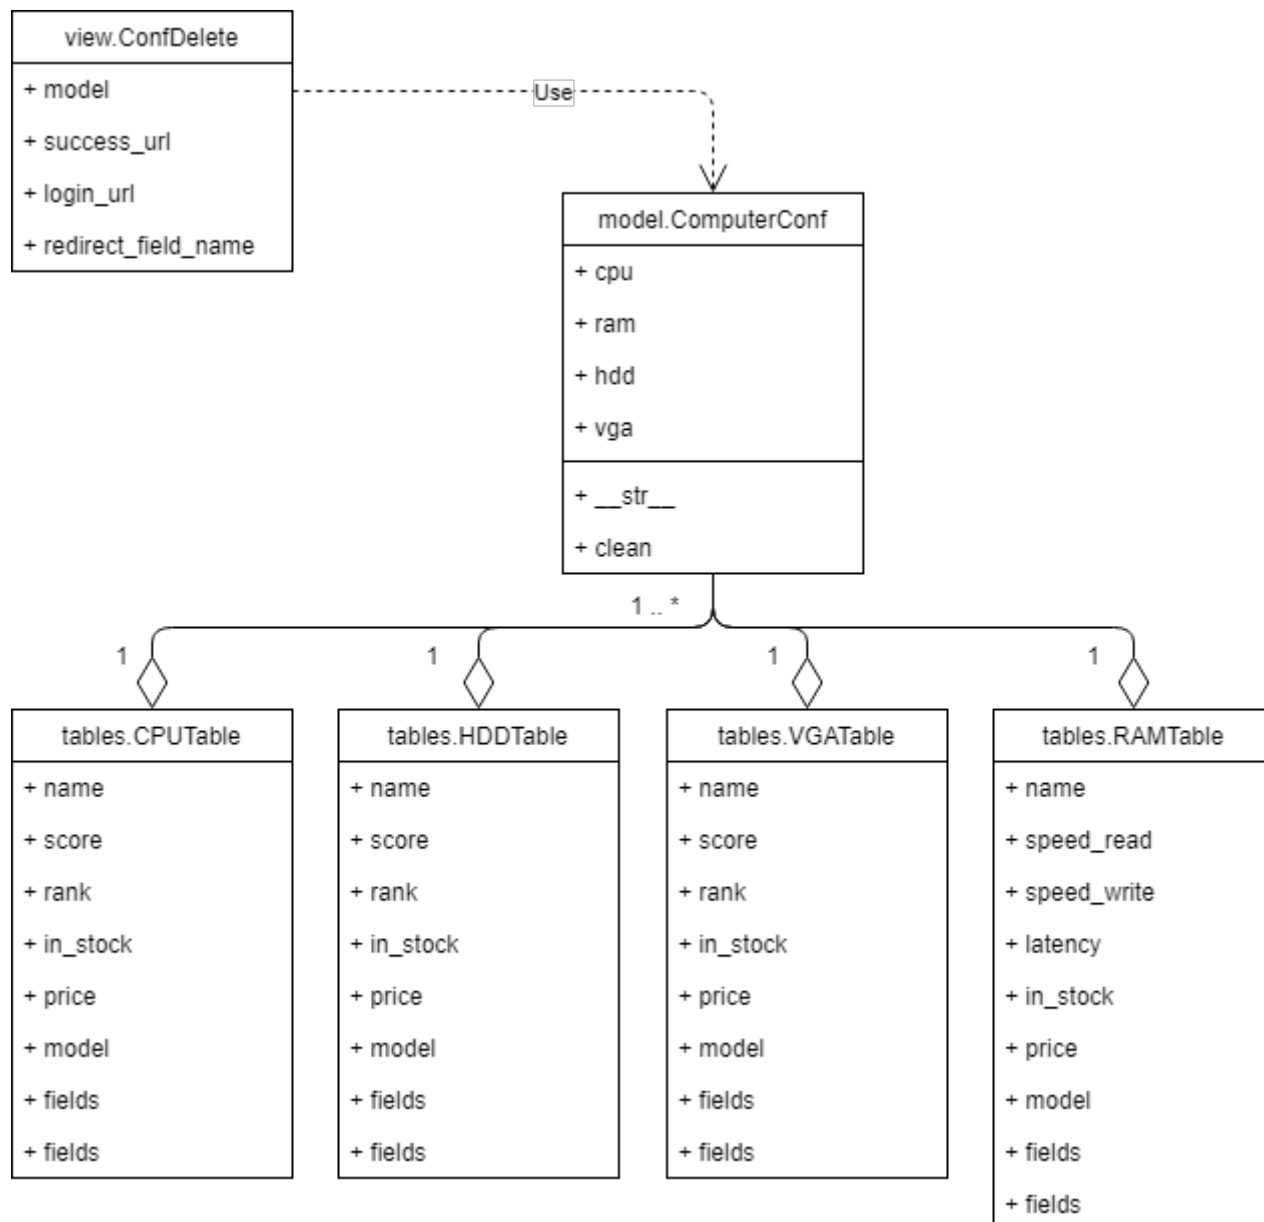 view.ConfDelete
+ model
+ success_url
+ login_url
+ redirect_field_name
Use
model.ComputerConf
+ cpu
+ ram
+ hdd
+ vga
+ __str__
+ clean
1 .. *
1
1
1
1
tables.CPUTable
+ name
+ score
+ rank
+ in_stock
+ price
+ model
+ fields
+ fields
tables.HDDTable
+ name
+ score
+ rank
+ in_stock
+ price
+ model
+ fields
+ fields
tables.VGATable
+ name
+ score
+ rank
+ in_stock
+ price
+ model
+ fields
+ fields
tables.RAMTable
+ name
+ speed_read
+ speed_write
+ latency
+ in_stock
+ price
+ model
+ fields
+ fields